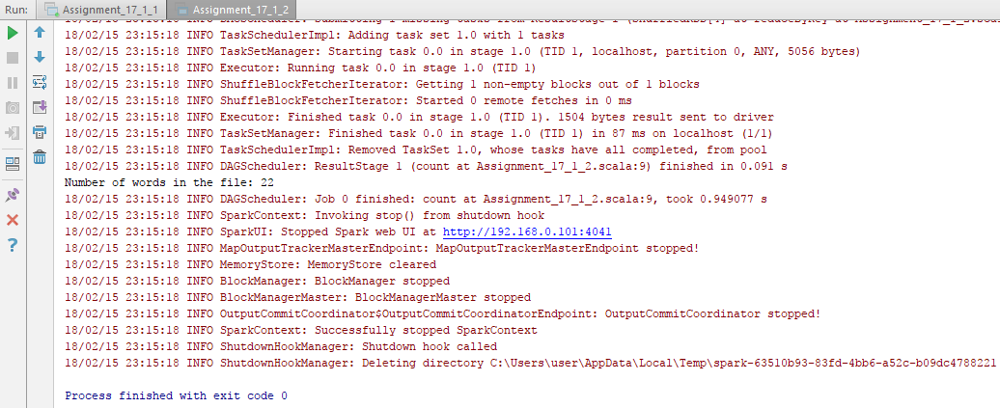 Run: Assignment_17_1_1 Assignment_17_1_2
18/02/15 23:15:18 INFO TaskSchedulerImpl: Adding task set 1.0 with 1 tasks
18/02/15 23:15:18 INFO TaskSetManager: Starting task 0.0 in stage 1.0 (TID 1, localhost, partition 0, ANY, 5056 bytes)
18/02/15 23:15:18 INFO Executor: Running task 0.0 in stage 1.0 (TID 1)
18/02/15 23:15:18 INFO ShuffleBlockFetcherIterator: Getting 1 non-empty blocks out of 1 blocks
18/02/15 23:15:18 INFO ShuffleBlockFetcherIterator: Started 0 remote fetches in 0 ms
18/02/15 23:15:18 INFO Executor: Finished task 0.0 in stage 1.0 (TID 1). 1504 bytes result sent to driver
18/02/15 23:15:18 INFO TaskSetManager: Finished task 0.0 in stage 1.0 (TID 1) in 87 ms on localhost (1/1)
18/02/15 23:15:18 INFO TaskSchedulerImpl: Removed TaskSet 1.0, whose tasks have all completed, from pool
18/02/15 23:15:18 INFO DAGScheduler: ResultStage 1 (count at Assignment_17_1_2.scala:9) finished in 0.091 s
Number of words in the file: 22
18/02/15 23:15:18 INFO DAGScheduler: Job 0 finished: count at Assignment_17_1_2.scala:9, took 0.949077 s
18/02/15 23:15:18 INFO SparkContext: Invoking stop() from shutdown hook
18/02/15 23:15:18 INFO SparkUI: Stopped Spark web UI at http://192.168.0.101:4041
18/02/15 23:15:18 INFO MapOutputTrackerMasterEndpoint: MapOutputTrackerMasterEndpoint stopped!
18/02/15 23:15:18 INFO MemoryStore: MemoryStore cleared
18/02/15 23:15:18 INFO BlockManager: BlockManager stopped
18/02/15 23:15:18 INFO BlockManagerMaster: BlockManagerMaster stopped
18/02/15 23:15:18 INFO OutputCommitCoordinator$OutputCommitCoordinatorEndpoint: OutputCommitCoordinator stopped!
18/02/15 23:15:18 INFO SparkContext: Successfully stopped SparkContext
18/02/15 23:15:18 INFO ShutdownHookManager: Shutdown hook called
18/02/15 23:15:18 INFO ShutdownHookManager: Deleting directory C:\Users\user\AppData\Local\Temp\spark-63510b93-83fd-4bb6-a52c-b09dc4788221
Process finished with exit code 0